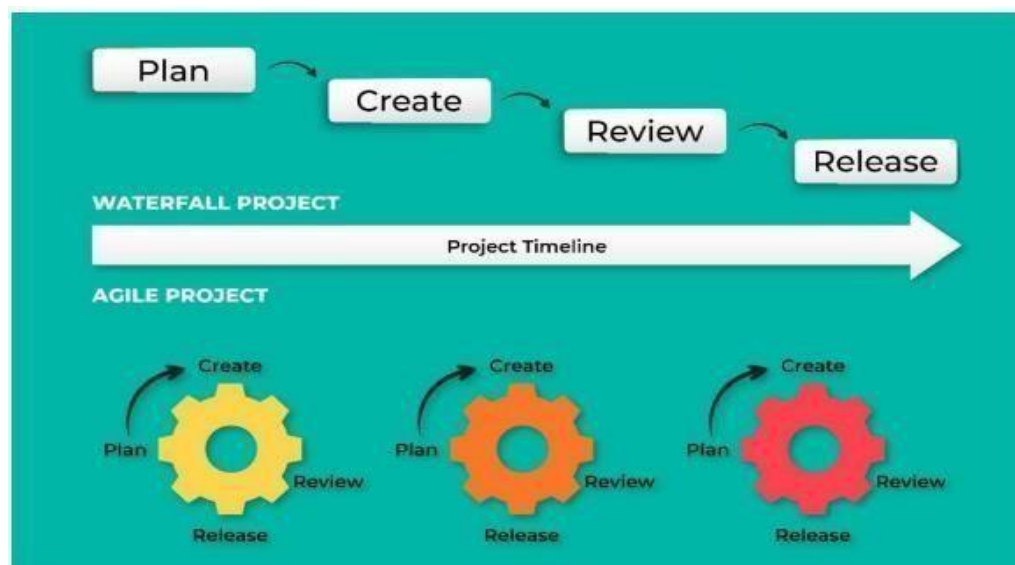 Plan
Create
Review
Release
WATERFALL PROJECT
Project Timeline
AGILE PROJECT
Create
Plan
Review
Release
Create
Plan
Review
Release
Create
Plan
Review
Release